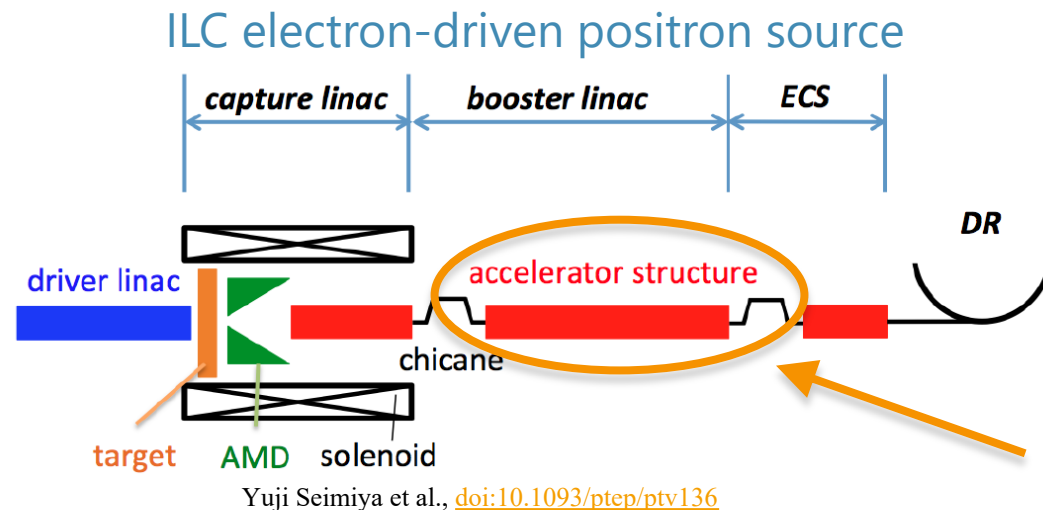 ILC electron-driven positron source
capture linac
booster linac
ECS
DR
driver linac
accelerator structure
chicane
target
AMD
solenoid
Yuji Seimiya et al., doi:10.1093/ptep/ptv136